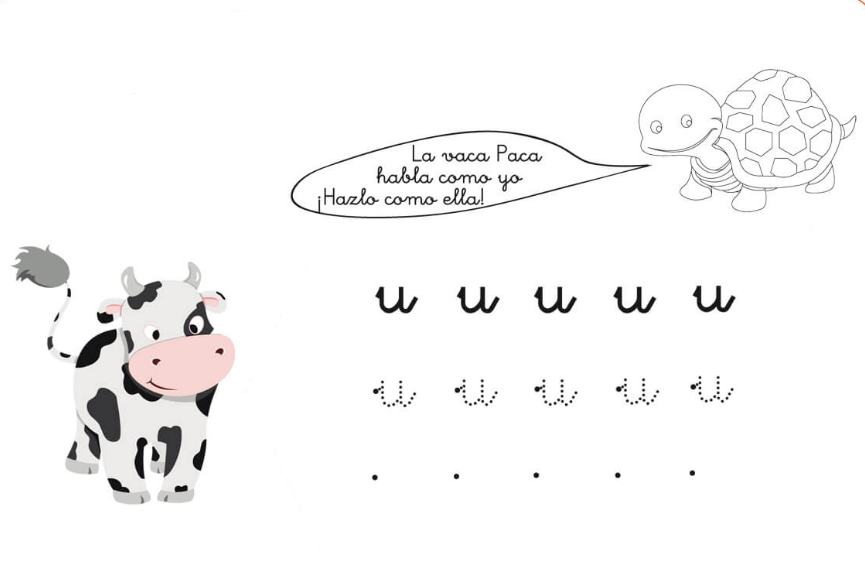 La vaca Paca
habla como yo
¡Hazlo como ella!
u u u u u
u u u u u